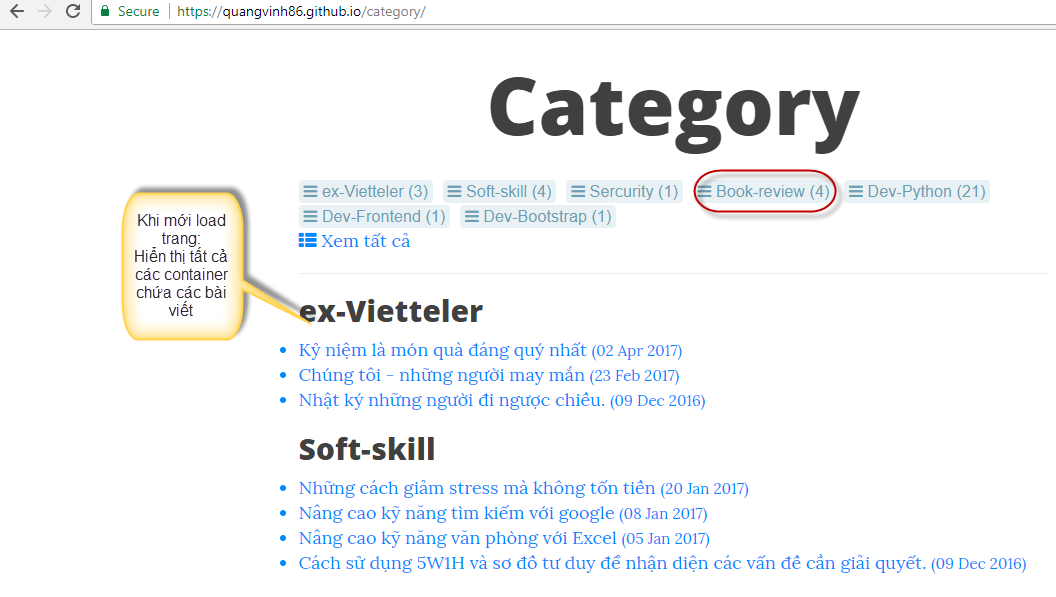 Secure https://quangvinh86.github.io/category/
Category
ex-Vietteler (3) Soft-skill (4) Sercurity (1) Book-review (4) Dev-Python (21)
Dev-Frontend (1) Dev-Bootstrap (1)
Xem tất cả
Khi mới load
trang:
Hiển thị tất cả
các container
chứa các bài
viết
ex-Vietteler
Kỷ niệm là món quà đáng quý nhất (02 Apr 2017)
Chúng tôi - những người may mắn (23 Feb 2017)
Nhật ký những người đi ngược chiều. (09 Dec 2016)
Soft-skill
Những cách giảm stress mà không tốn tiền (20 Jan 2017)
Nâng cao kỹ năng tìm kiếm với google (08 Jan 2017)
Nâng cao kỹ năng văn phòng với Excel (05 Jan 2017)
Cách sử dụng 5W1H và sơ đồ tư duy để nhận diện các vấn đề cần giải quyết. (09 Dec 2016)